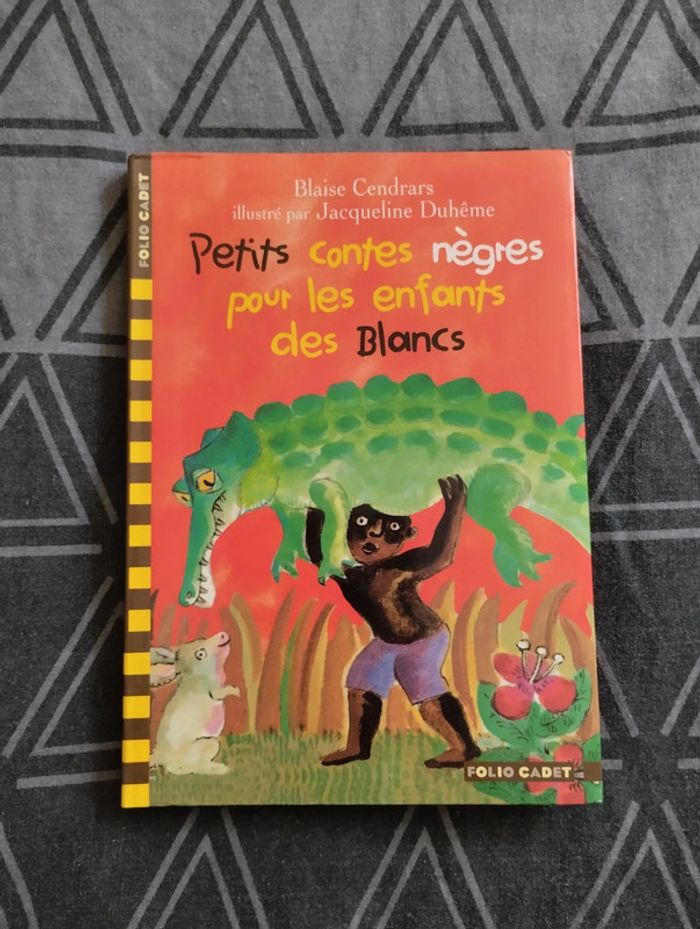 FOLIO CADET
Blaise Cendrars
illustré par Jacqueline Duhême
Petits contes nègres
pour les enfants
des Blancs
FOLIO CADET